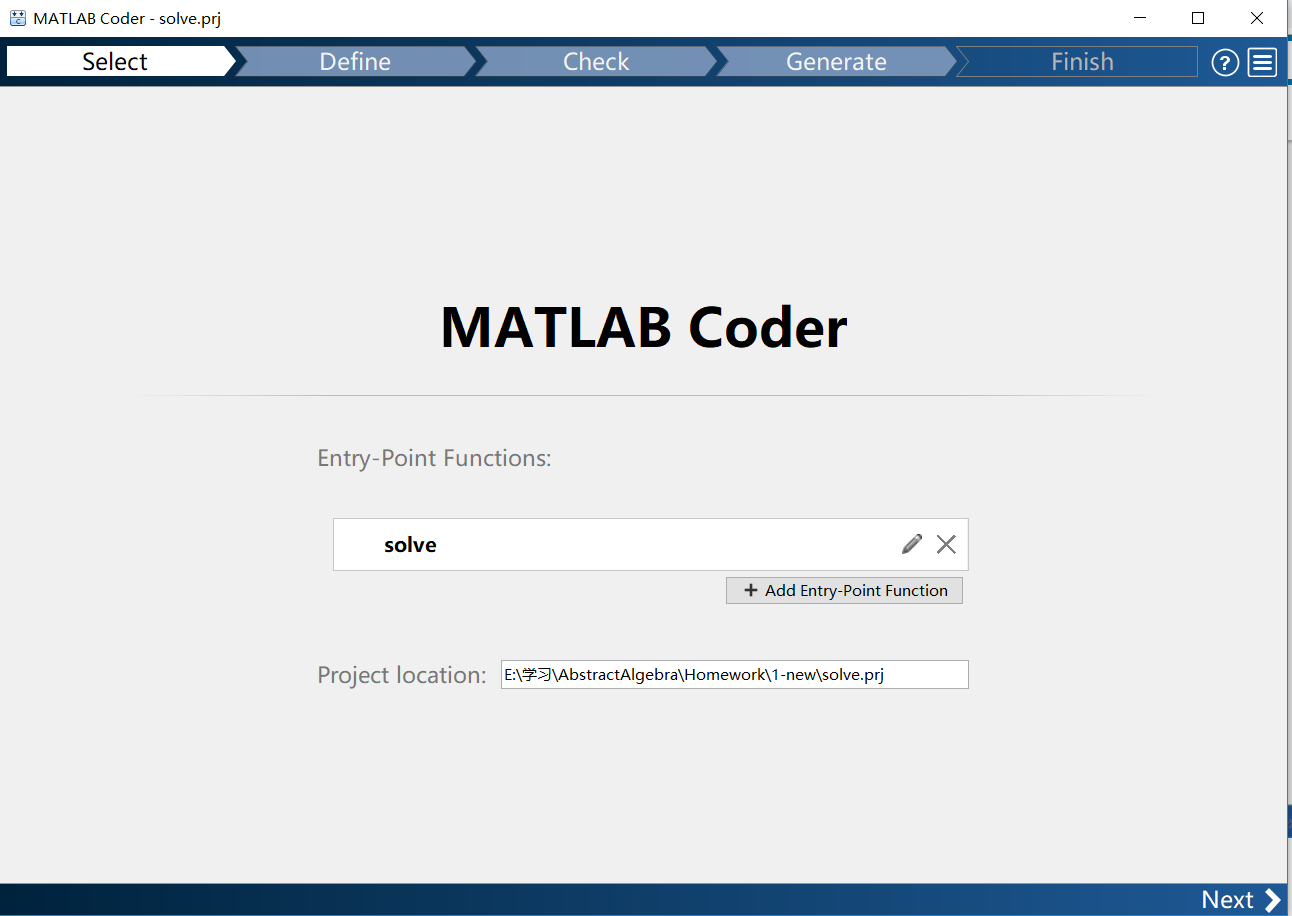 MATLAB Coder - solve.prj
Select
Define
Check
Generate
Finish
?
MATLAB Coder
Entry-Point Functions:
solve
+ Add Entry-Point Function
Project location:
E:\学习\AbstractAlgebra\Homework\1-new\solve.prj
Next